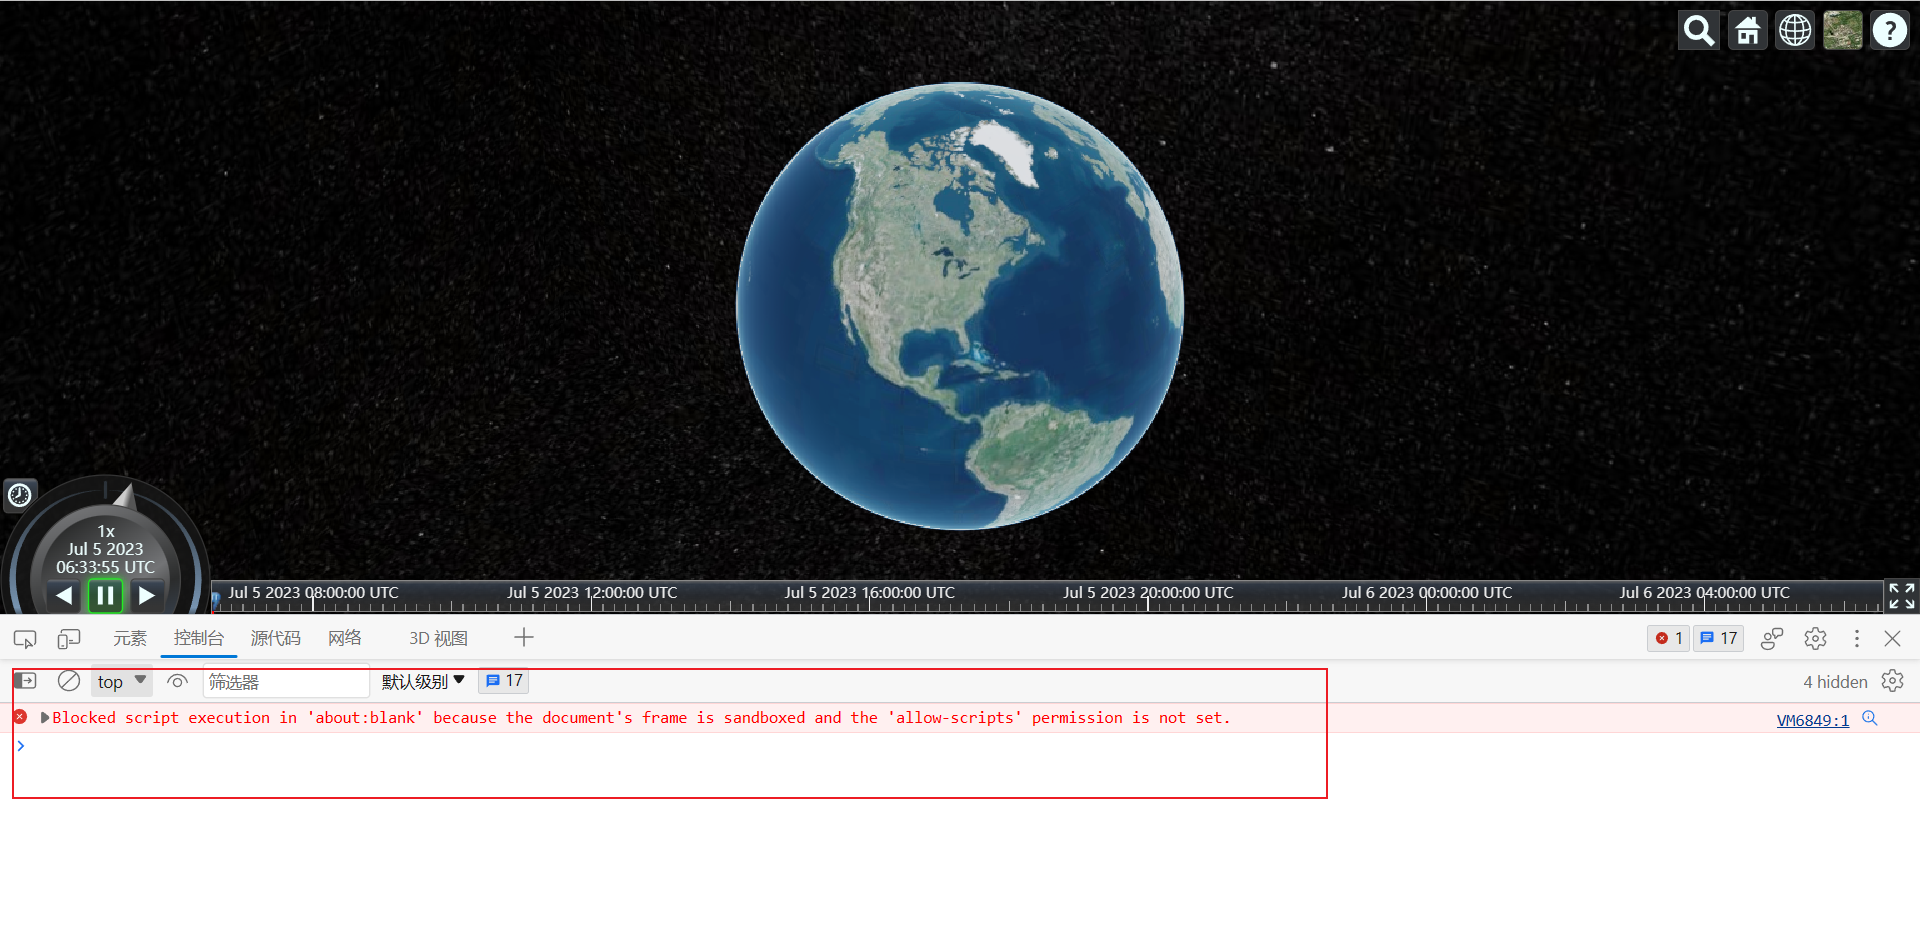 ?
1x
Jul 5 2023
06:33:55 UTC
Jul 5 2023 08:00:00 UTC
Jul 5 2023 12:00:00 UTC
Jul 5 2023 16:00:00 UTC
Jul 5 2023 20:00:00 UTC
Jul 6 2023 00:00:00 UTC
Jul 6 2023 04:00:00 UTC
元素 控制台 源代码 网络 3D 视图 1 17
top 筛选器 默认级别 17 4 hidden
Blocked script execution in 'about:blank' because the document's frame is sandboxed and the 'allow-scripts' permission is not set. VM6849:1